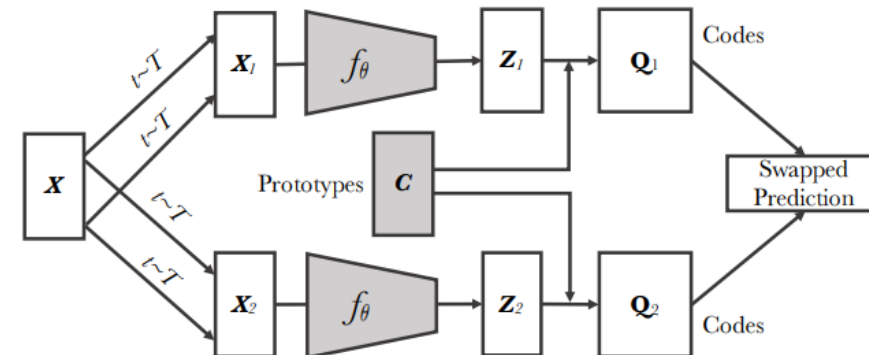 t~T
t~T
t~T
t~T
X
X1
fθ
Z1
Q1
Codes
Prototypes
C
Swapped
Prediction
X2
fθ
Z2
Q2
Codes